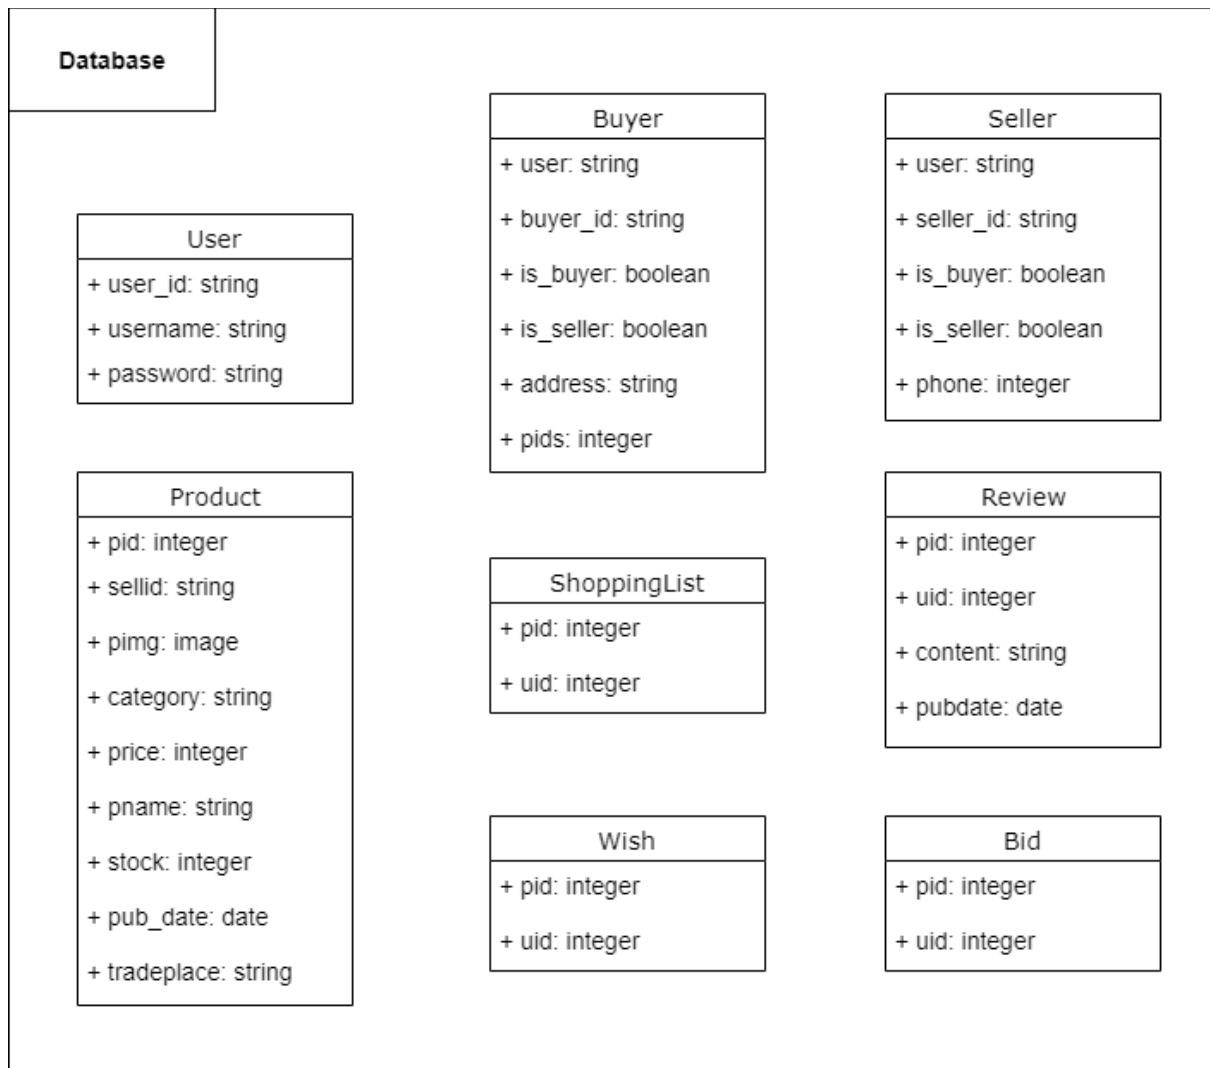 Database
User
+ user_id: string
+ username: string
+ password: string
Buyer
+ user: string
+ buyer_id: string
+ is_buyer: boolean
+ is_seller: boolean
+ address: string
+ pids: integer
Seller
+ user: string
+ seller_id: string
+ is_buyer: boolean
+ is_seller: boolean
+ phone: integer
Product
+ pid: integer
+ sellid: string
+ pimg: image
+ category: string
+ price: integer
+ pname: string
+ stock: integer
+ pub_date: date
+ tradeplace: string
ShoppingList
+ pid: integer
+ uid: integer
Review
+ pid: integer
+ uid: integer
+ content: string
+ pubdate: date
Wish
+ pid: integer
+ uid: integer
Bid
+ pid: integer
+ uid: integer